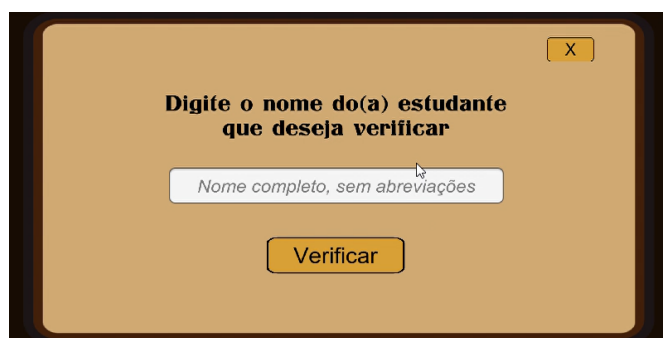 X
Digite o nome do(a) estudante
que deseja verificar
Nome completo, sem abreviações
Verificar